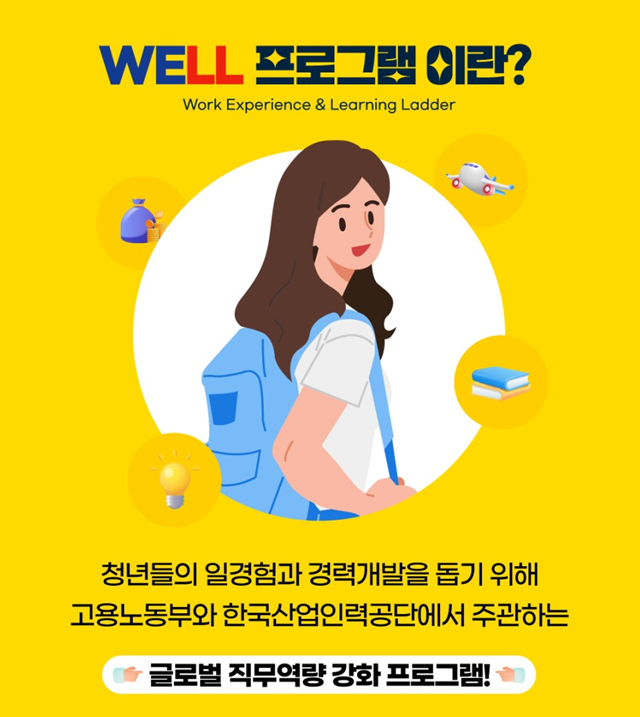 WELL 프로그램 이란?
Work Experience & Learning Ladder
청년들의 일경험과 경력개발을 돕기 위해
고용노동부와 한국산업인력공단에서 주관하는
글로벌 직무역량 강화 프로그램!